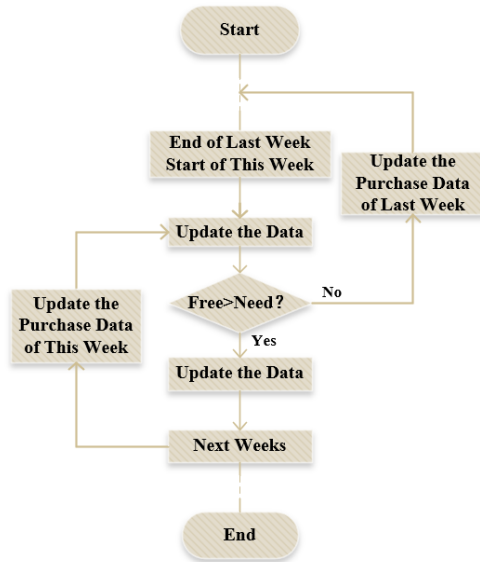 Start
End of Last Week
Start of This Week
Update the
Purchase Data
of Last Week
Update the Data
Free>Need?
No
Update the
Purchase Data
of This Week
Yes
Update the Data
Next Weeks
End